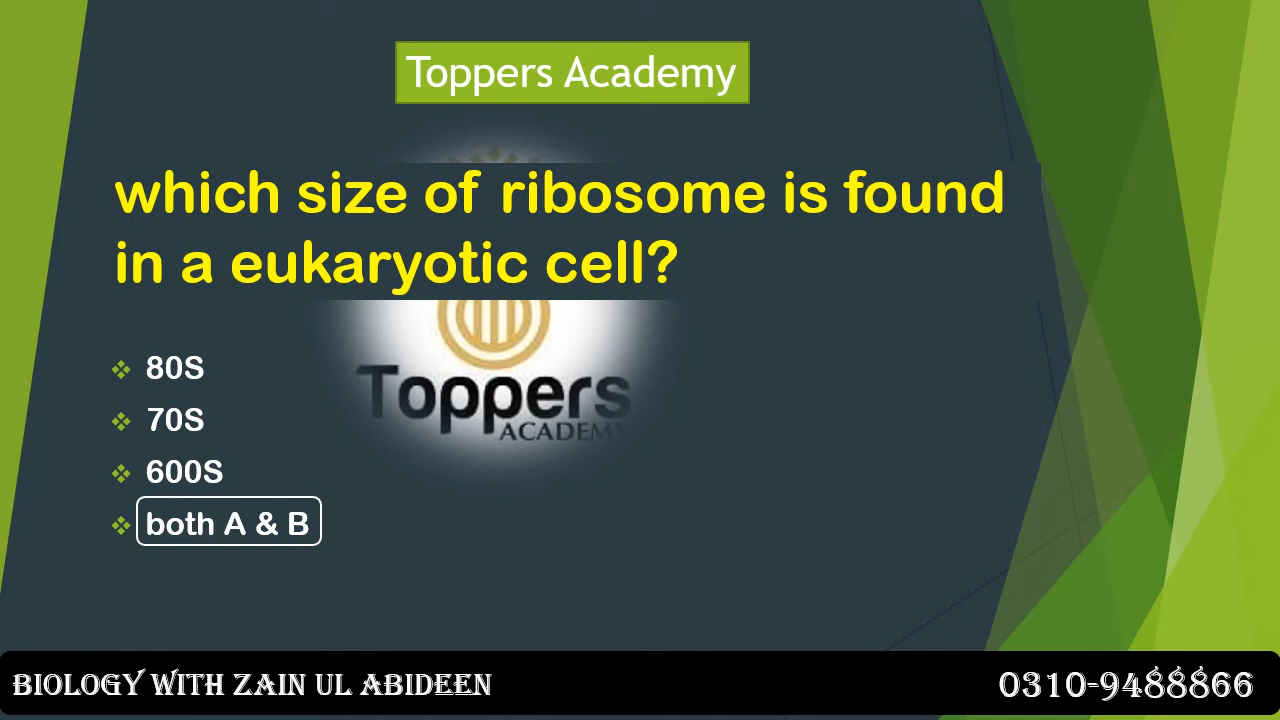 Toppers Academy
which size of ribosome is found
in a eukaryotic cell?
Toppers
ACADEMY
80S
70S
600S
both A & B
BIOLOGY WITH ZAIN UL ABIDEEN
0310-9488866